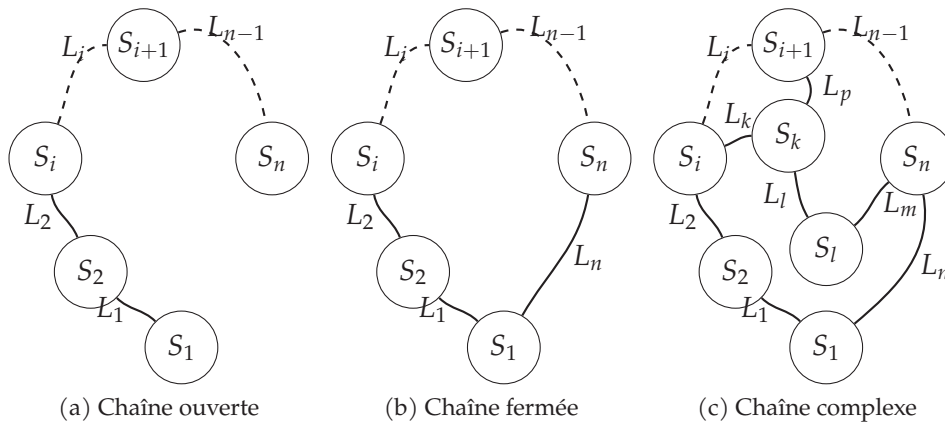 L_i S_{i+1} L_{n−1}
S_i S_n
L_2
S_2
L_1
S_1
(a) Chaîne ouverte
L_i S_{i+1} L_{n−1}
S_i S_n
L_2
S_2 L_n
L_1
S_1
(b) Chaîne fermée
L_i S_{i+1} L_{n−1}
L_p
L_k S_k
S_i S_n
L_2 L_l L_m
S_l
S_2 L_n
L_1
S_1
(c) Chaîne complexe